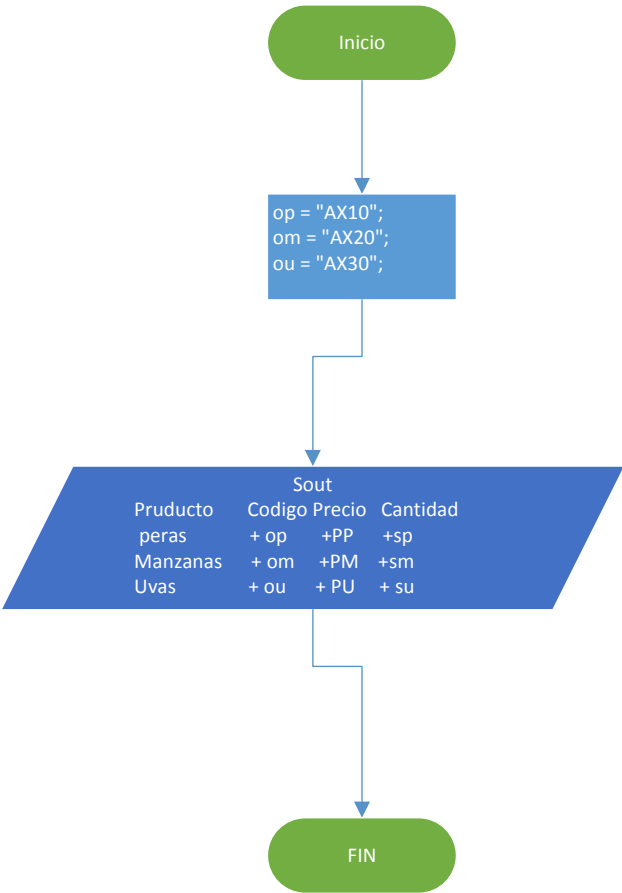 Inicio
op = "AX10";
om = "AX20";
ou = "AX30";
Sout
Pruducto Codigo Precio Cantidad
peras + op +PP +sp
Manzanas + om +PM +sm
Uvas + ou + PU + su
FIN